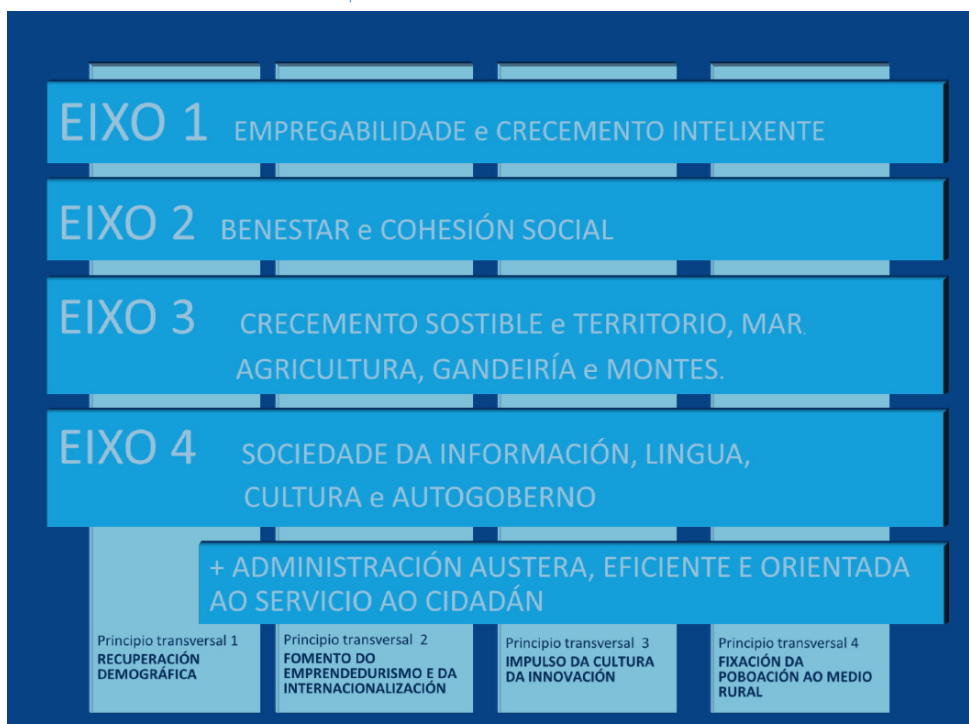 EIXO 1 EMPREGABILIDADE e CRECEMENTO INTELIXENTE
EIXO 2 BENESTAR e COHESIÓN SOCIAL
EIXO 3 CRECEMENTO SOSTIBLE e TERRITORIO, MAR.
AGRICULTURA, GANDEIRÍA e MONTES.
EIXO 4 SOCIEDADE DA INFORMACIÓN, LINGUA,
CULTURA e AUTOGOBERNO
+ ADMINISTRACIÓN AUSTERA, EFICIENTE E ORIENTADA
AO SERVICIO AO CIDADÁN
Principio transversal 1
RECUPERACIÓN
DEMOGRÁFICA
Principio transversal 2
FOMENTO DO
EMPRENDEDURISMO E DA
INTERNACIONALIZACIÓN
Principio transversal 3
IMPULSO DA CULTURA
DA INNOVACIÓN
Principio transversal 4
FIXACIÓN DA
POBOACIÓN AO MEDIO
RURAL